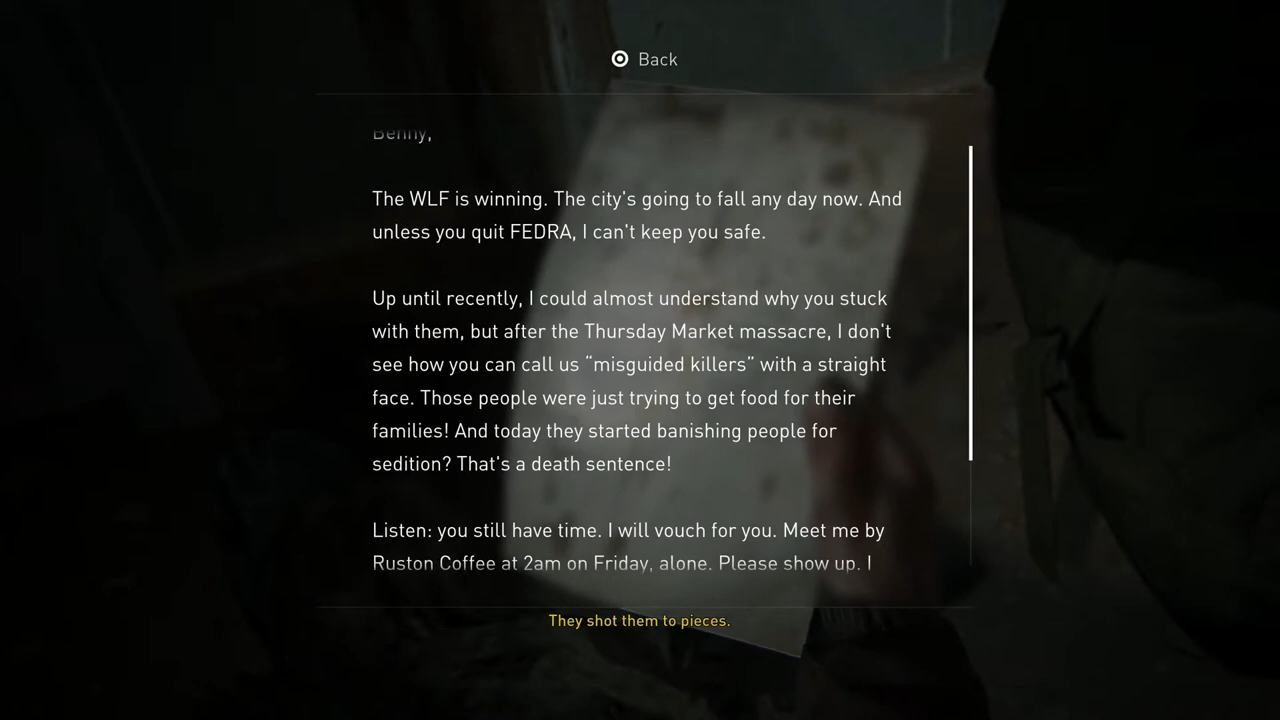 Back
Benny,
The WLF is winning. The city's going to fall any day now. And
unless you quit FEDRA, I can't keep you safe.
Up until recently, I could almost understand why you stuck
with them, but after the Thursday Market massacre, I don't
see how you can call us “misguided killers” with a straight
face. Those people were just trying to get food for their
families! And today they started banishing people for
sedition? That's a death sentence!
Listen: you still have time. I will vouch for you. Meet me by
Ruston Coffee at 2am on Friday, alone. Please show up. I
They shot them to pieces.